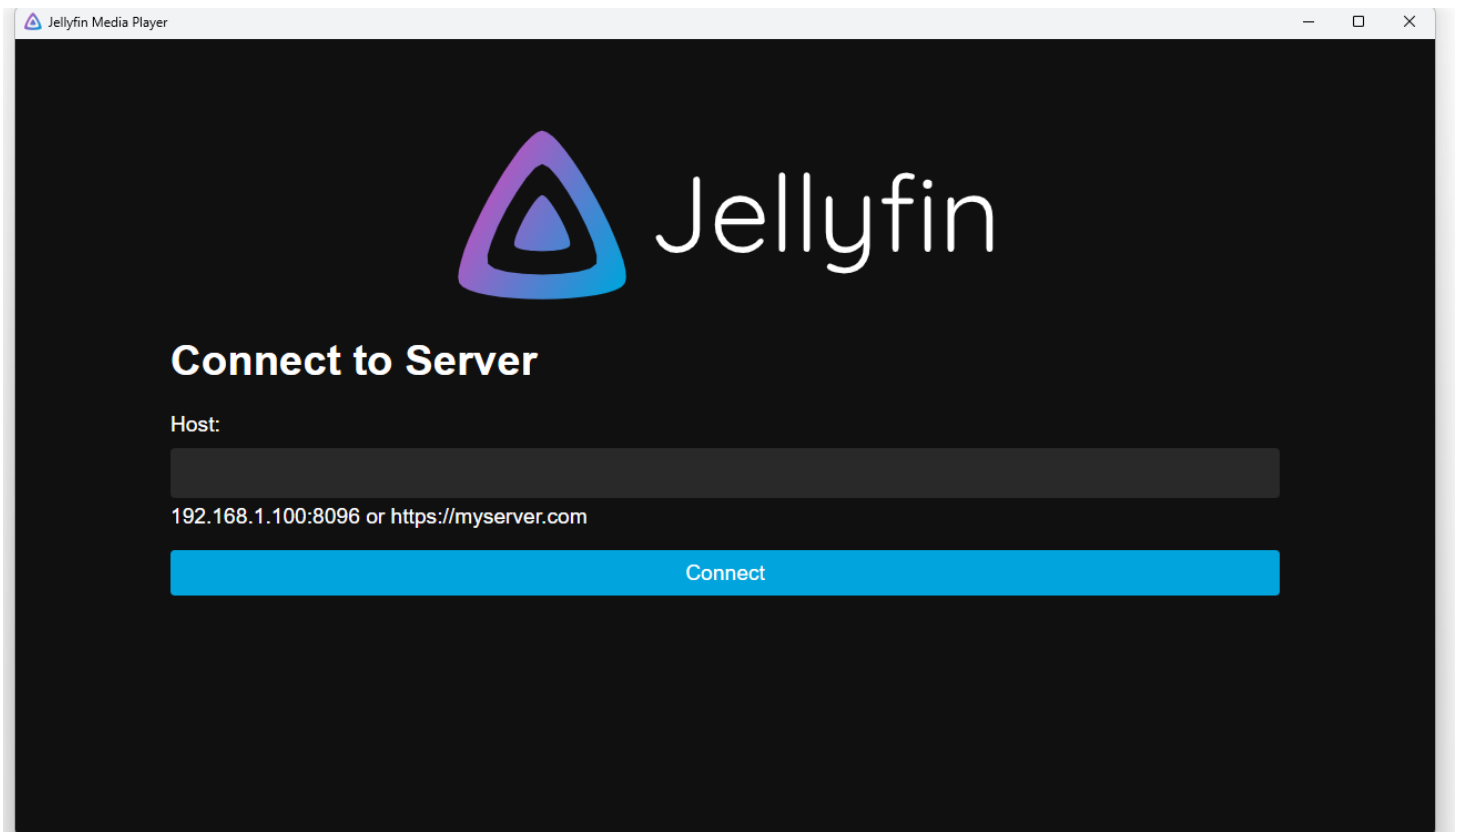 Jellyfin Media Player
Jellyfin
Connect to Server
Host:
192.168.1.100:8096 or https://myserver.com
Connect